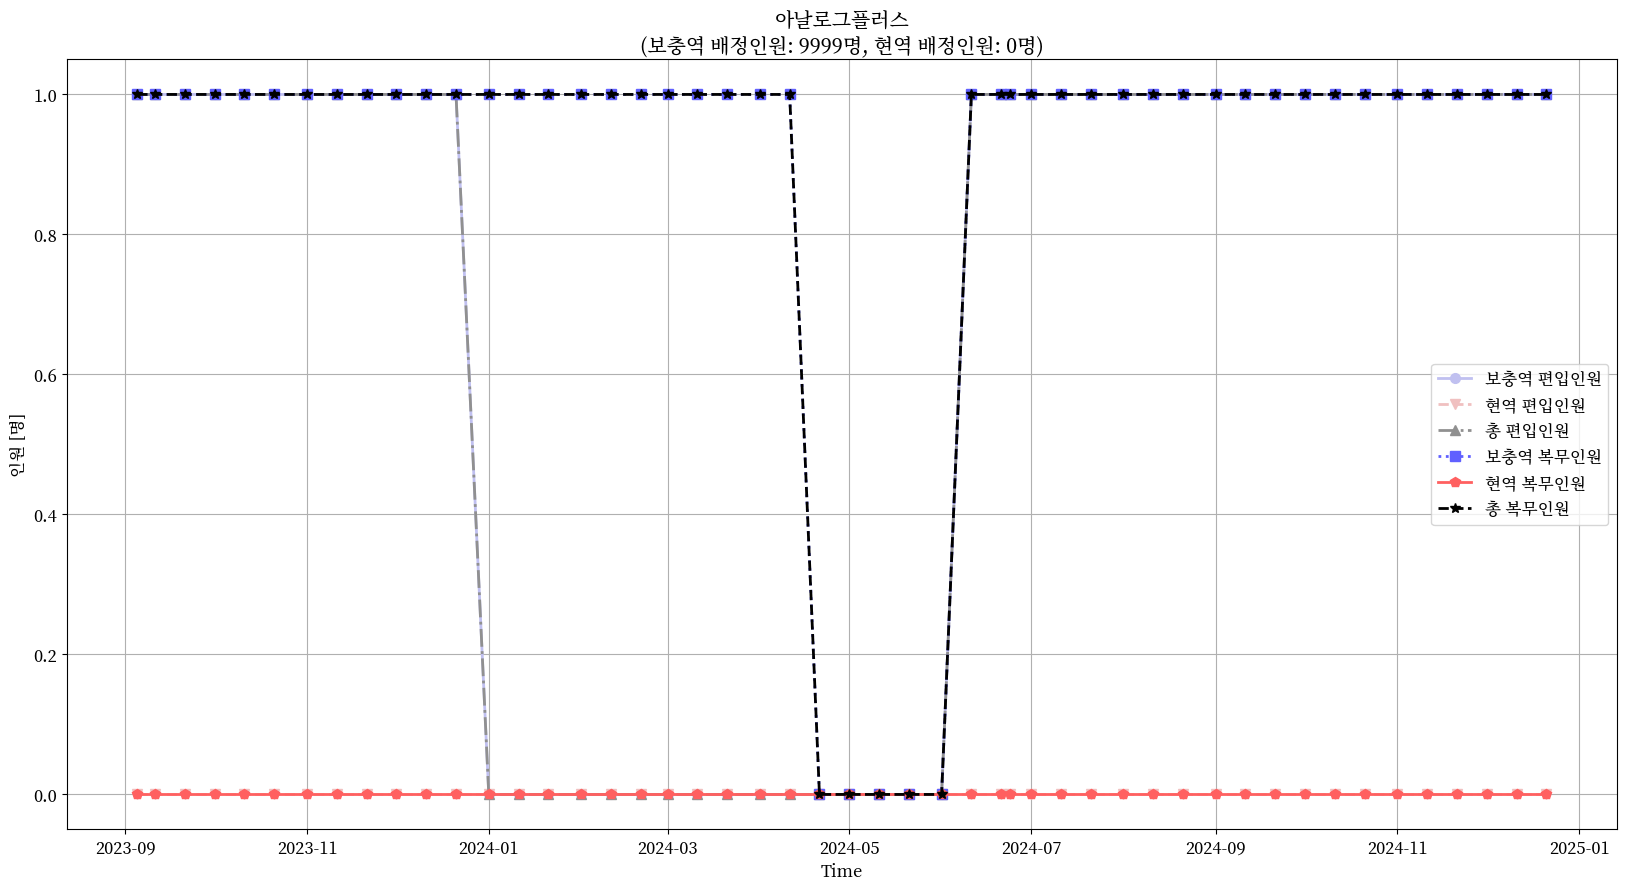 아날로그플러스
(보충역 배정인원: 9999명, 현역 배정인원: 0명)
인원 [명]
1.0
0.8
0.6
0.4
0.2
0.0
보충역 편입인원
현역 편입인원
총 편입인원
보충역 복무인원
현역 복무인원
총 복무인원
2023-09
2023-11
2024-01
2024-03
2024-05
2024-07
2024-09
2024-11
2025-01
Time